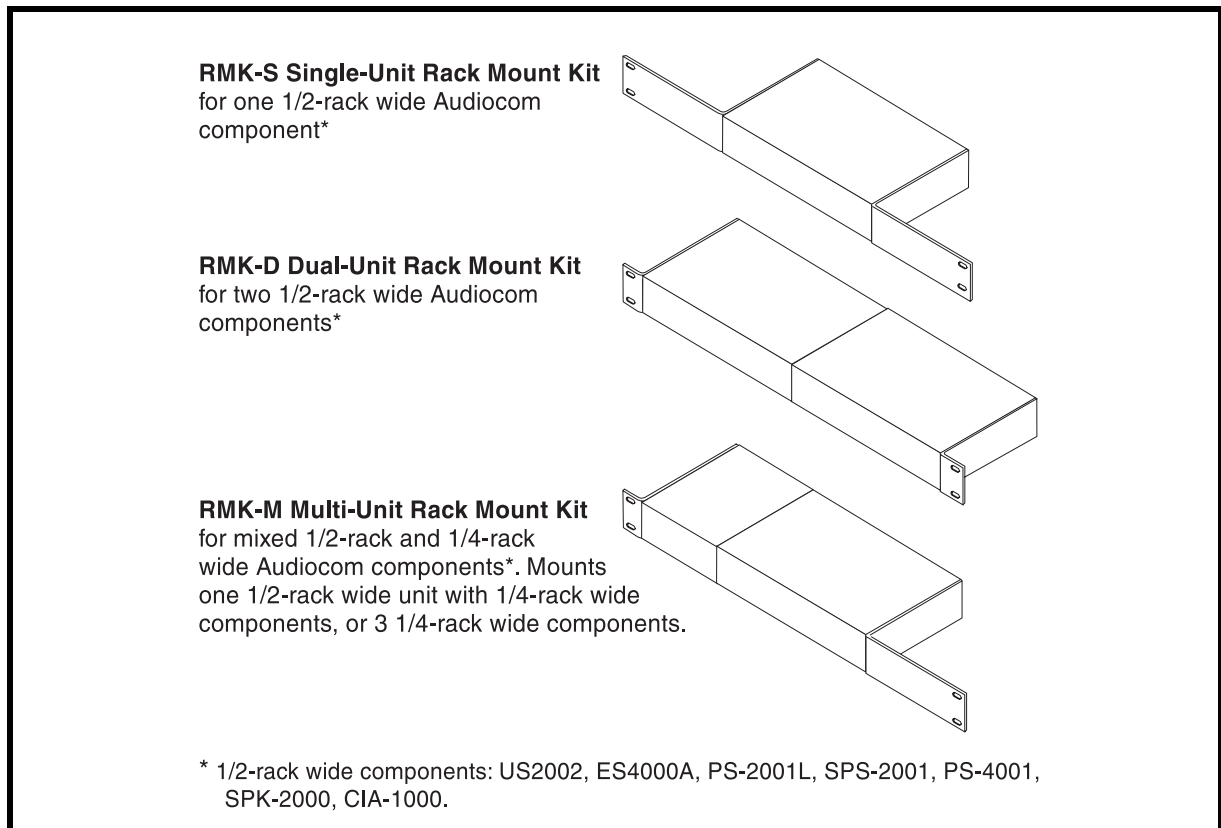 RMK-S Single-Unit Rack Mount Kit
for one 1/2-rack wide Audiocom
component*
RMK-D Dual-Unit Rack Mount Kit
for two 1/2-rack wide Audiocom
components*
RMK-M Multi-Unit Rack Mount Kit
for mixed 1/2-rack and 1/4-rack
wide Audiocom components*. Mounts
one 1/2-rack wide unit with 1/4-rack wide
components, or 3 1/4-rack wide components.
* 1/2-rack wide components: US2002, ES4000A, PS-2001L, SPS-2001, PS-4001,
SPK-2000, CIA-1000.